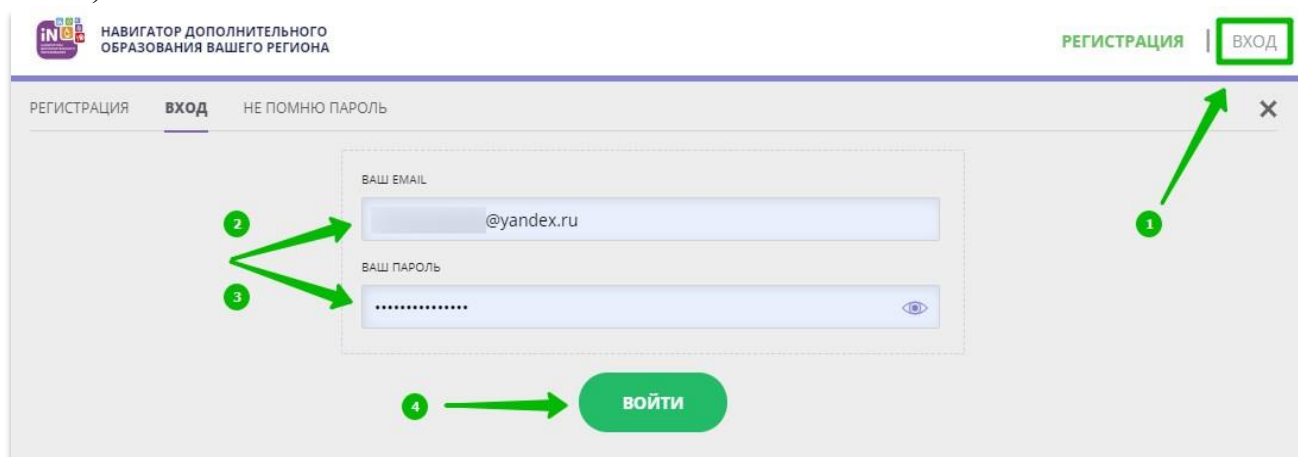 iNAОБР
НАВИГАТОР ДОПОЛНИТЕЛЬНОГО
ОБРАЗОВАНИЯ ВАШЕГО РЕГИОНА
РЕГИСТРАЦИЯ | ВХОД
РЕГИСТРАЦИЯ ВХОД НЕ ПОМНЮ ПАРОЛЬ
ВАШ EMAIL
@yandex.ru
2
1
ВАШ ПАРОЛЬ
3
4
ВОЙТИ